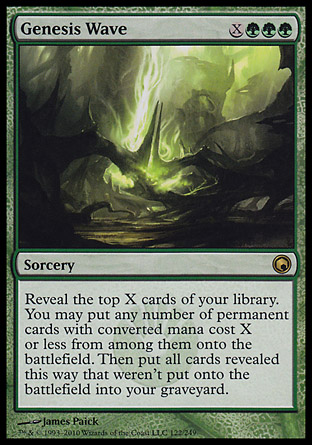 Genesis Wave X
Sorcery
Reveal the top X cards of your library.
You may put any number of permanent
cards with converted mana cost X
or less from among them onto the
battlefield. Then put all cards revealed
this way that weren't put onto the
battlefield into your graveyard.
™ & © 1993–2010 Wizards of the Coast LLC 122/249
James Paick